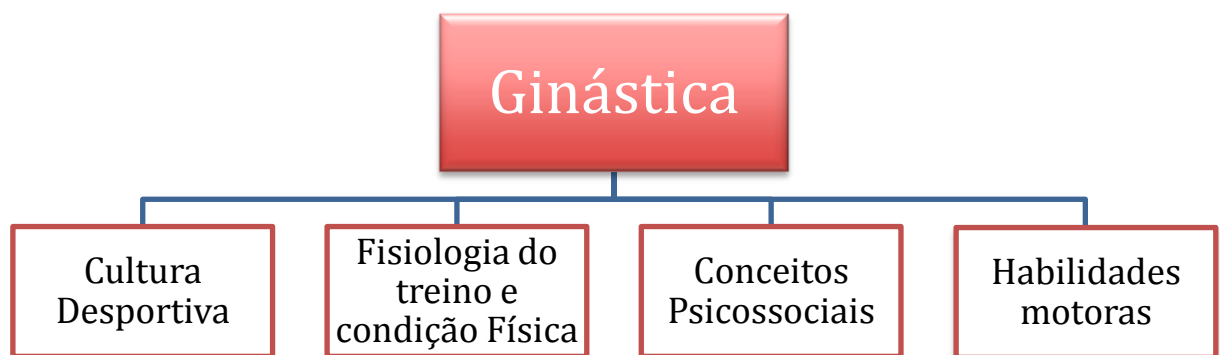 Ginástica
Cultura
Desportiva
Fisiologia do
treino e
condição Física
Conceitos
Psicossociais
Habilidades
motoras